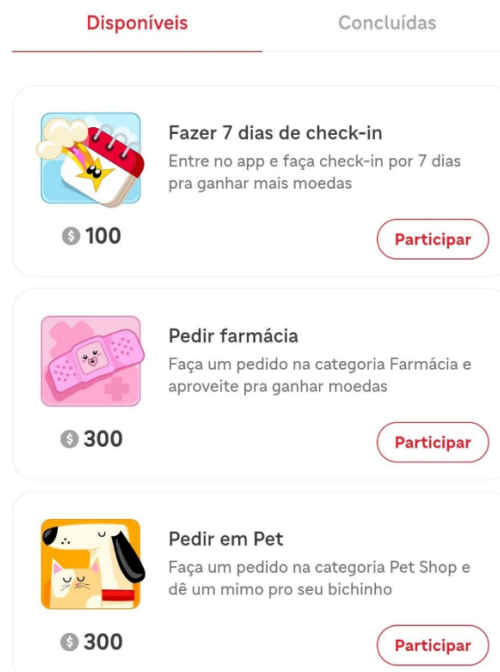 Disponíveis
Concluídas
Fazer 7 dias de check-in
Entre no app e faça check-in por 7 dias
pra ganhar mais moedas
$ 100
Participar
Pedir farmácia
Faça um pedido na categoria Farmácia e
aproveite pra ganhar moedas
$ 300
Participar
Pedir em Pet
Faça um pedido na categoria Pet Shop e
dê um mimo pro seu bichinho
$ 300
Participar